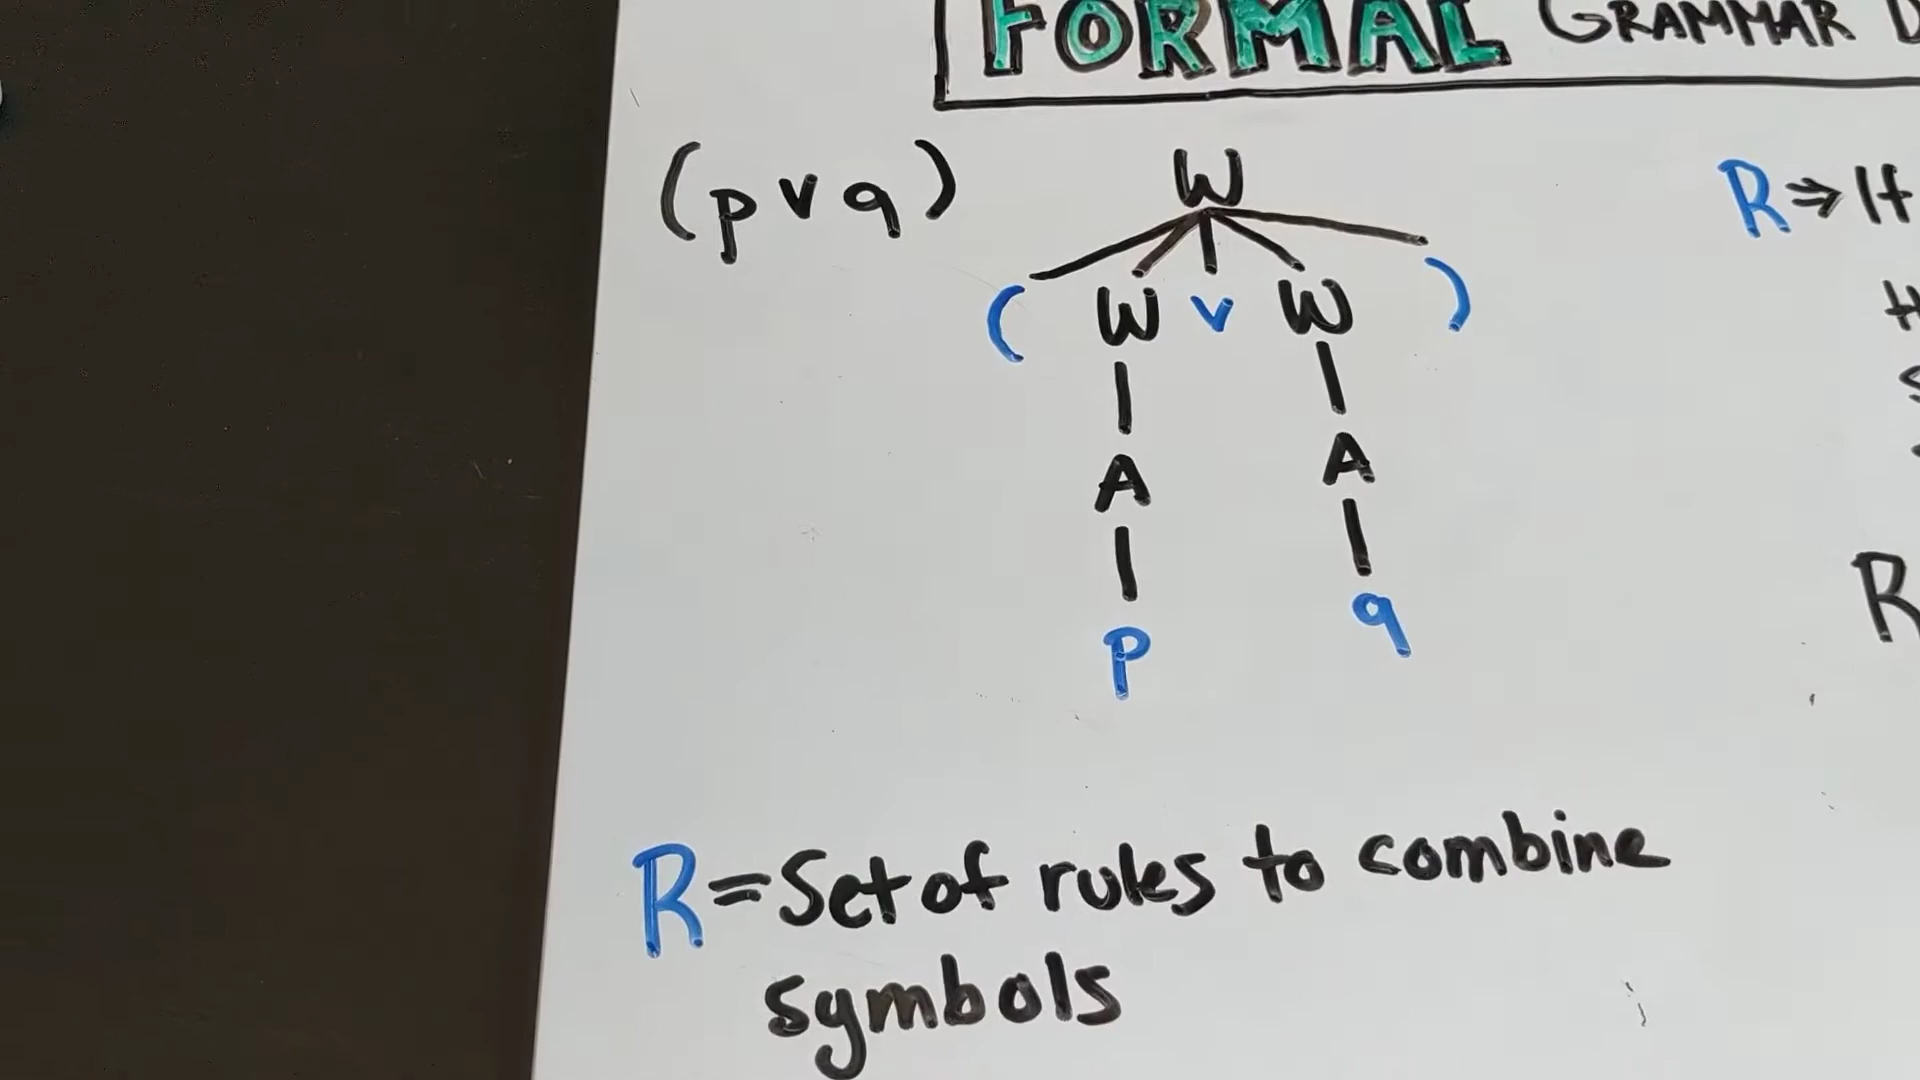 FORMAL GRAMMAR
(p v q)
W
( W v W )
A A
p q
R ⇒ If
R = Set of rules to combine
symbols